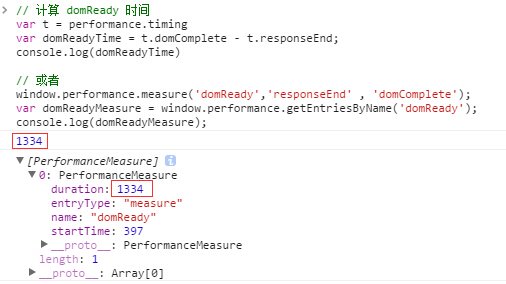 // 计算 domReady 时间
var t = performance.timing
var domReadyTime = t.domComplete - t.responseEnd;
console.log(domReadyTime)
// 或者
window.performance.measure('domReady','responseEnd' , 'domComplete');
var domReadyMeasure = window.performance.getEntriesByName('domReady');
console.log(domReadyMeasure);
1334
[PerformanceMeasure] i
0: PerformanceMeasure
duration: 1334
entryType: "measure"
name: "domReady"
startTime: 397
__proto__: PerformanceMeasure
length: 1
__proto__: Array[0]